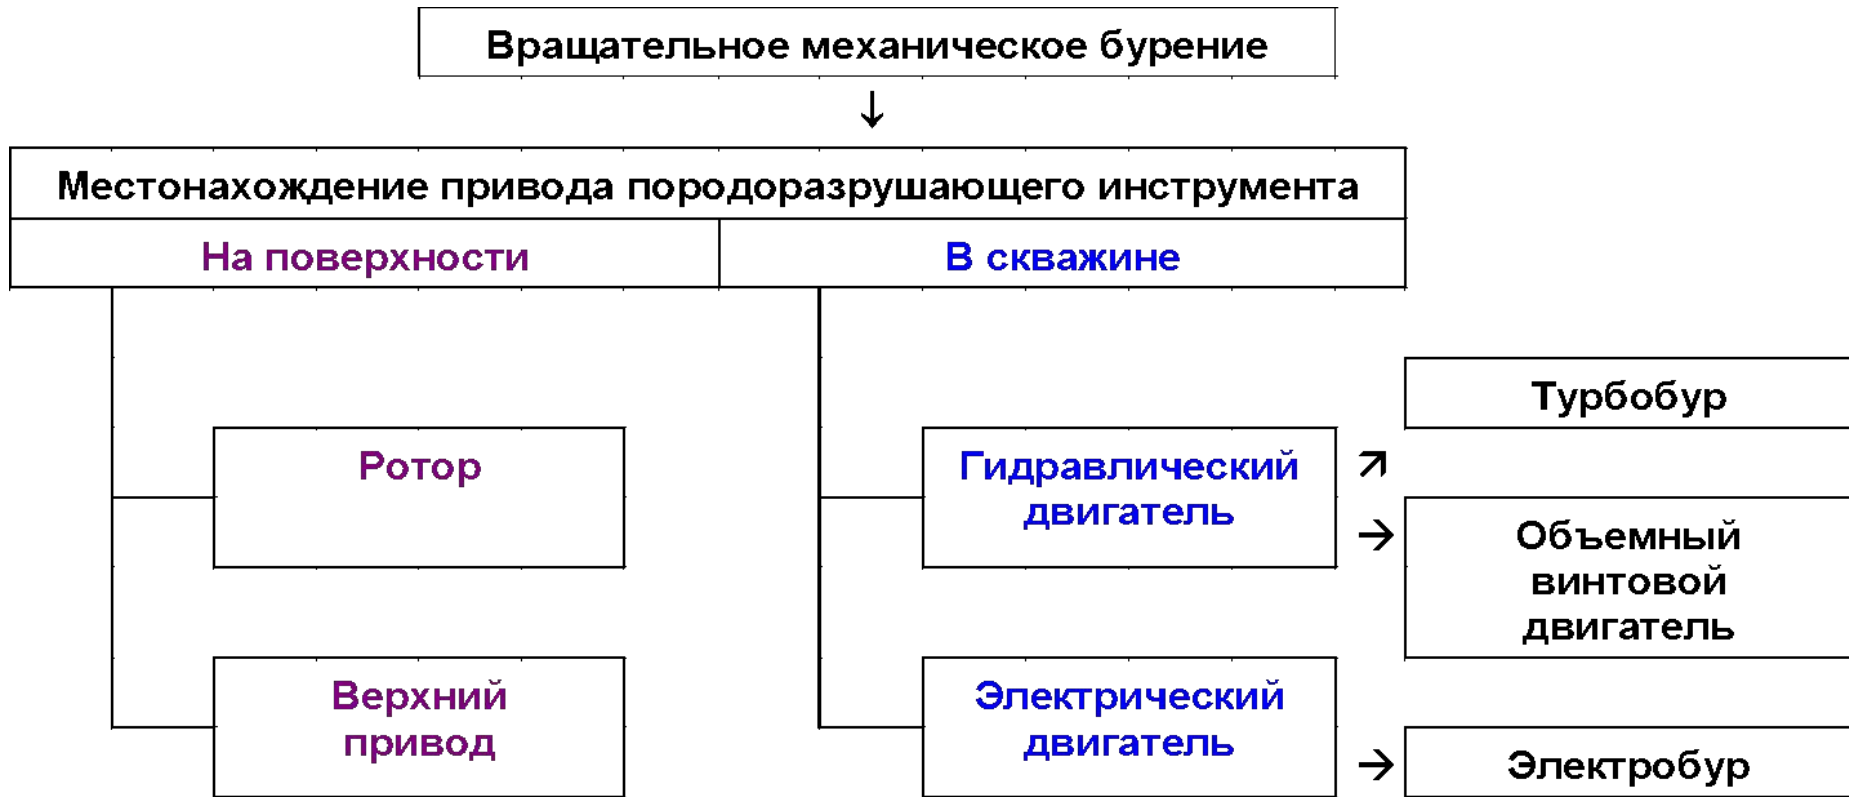 Вращательное механическое бурение
↓
Местонахождение привода породоразрушающего инструмента
На поверхности
В скважине
Ротор
Верхний
привод
Гидравлический
двигатель
↗
→
Турбобур
Объемный
винтовой
двигатель
Электрический
двигатель
→
Электробур